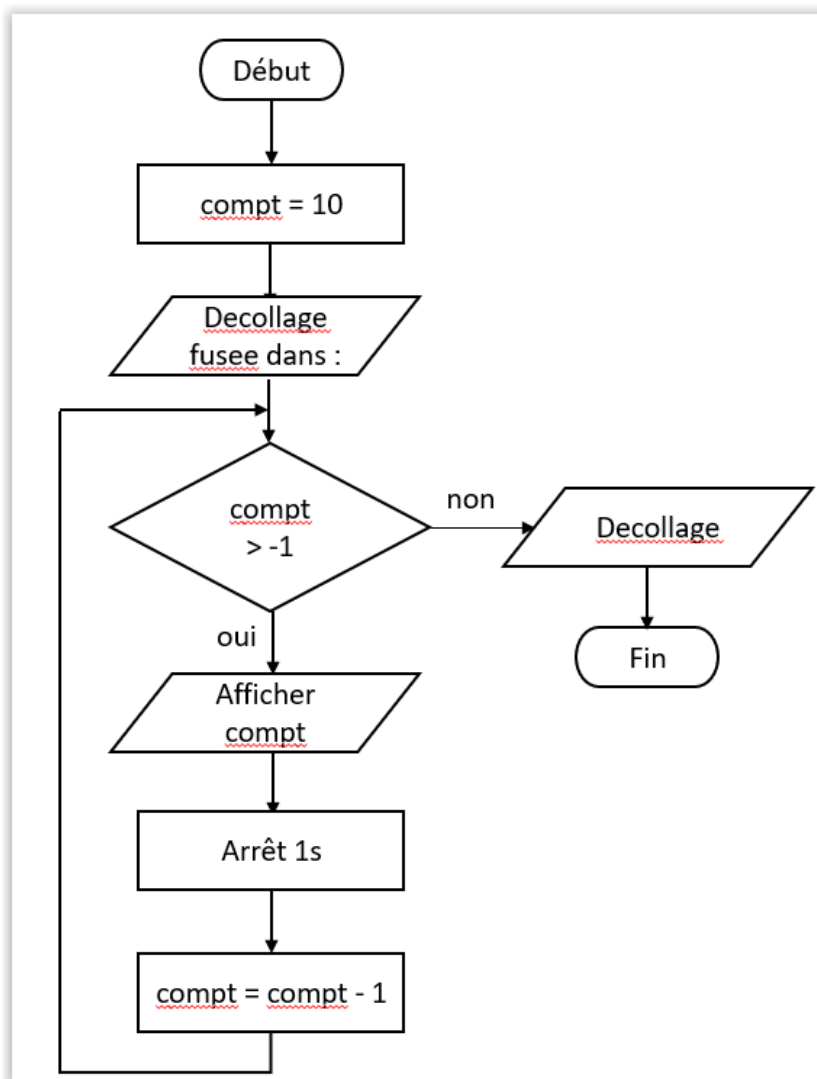 Début
compt = 10
Decollage
fusee dans :
compt
> -1
non
Decollage
oui
Fin
Afficher
compt
Arrêt 1s
compt = compt - 1